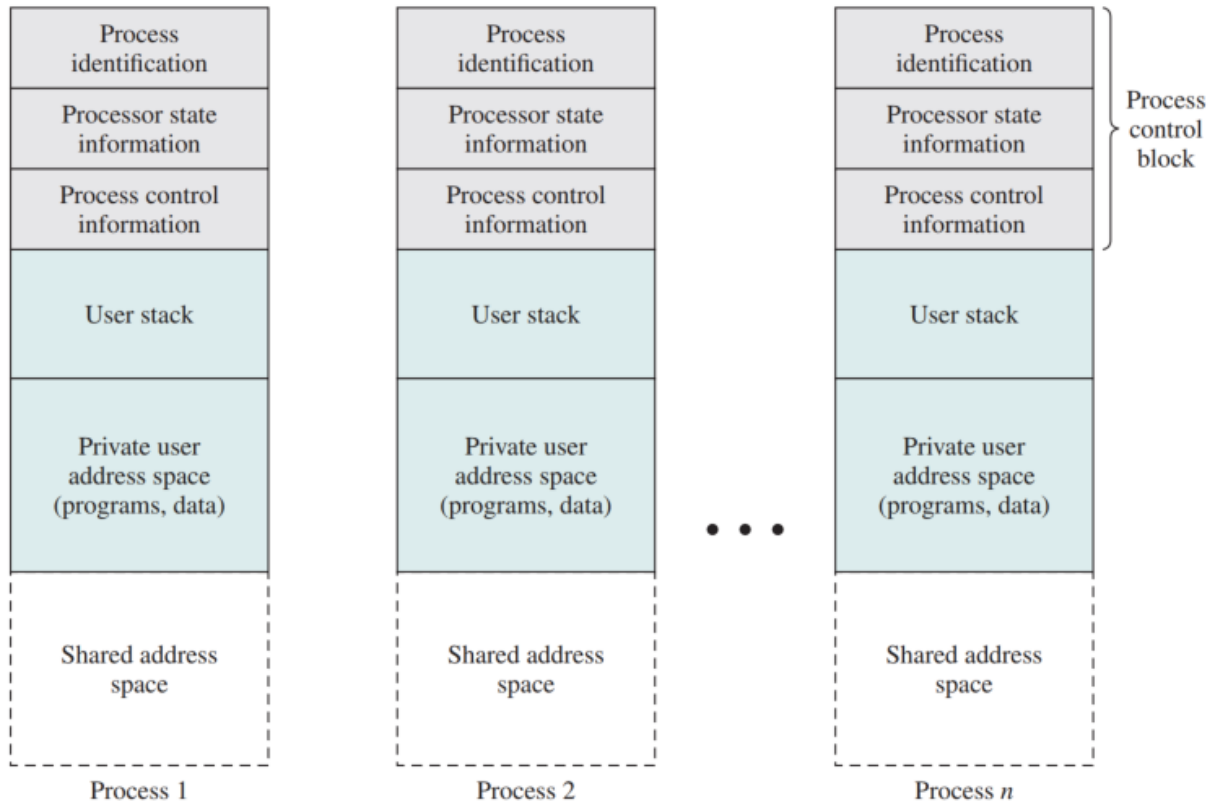 Process
identification
Processor state
information
Process control
information
User stack
Private user
address space
(programs, data)
Shared address
space
Process 1
Process
identification
Processor state
information
Process control
information
User stack
Private user
address space
(programs, data)
Shared address
space
Process 2
• • •
Process
identification
Processor state
information
Process control
information
User stack
Private user
address space
(programs, data)
Shared address
space
Process n
Process
control
block